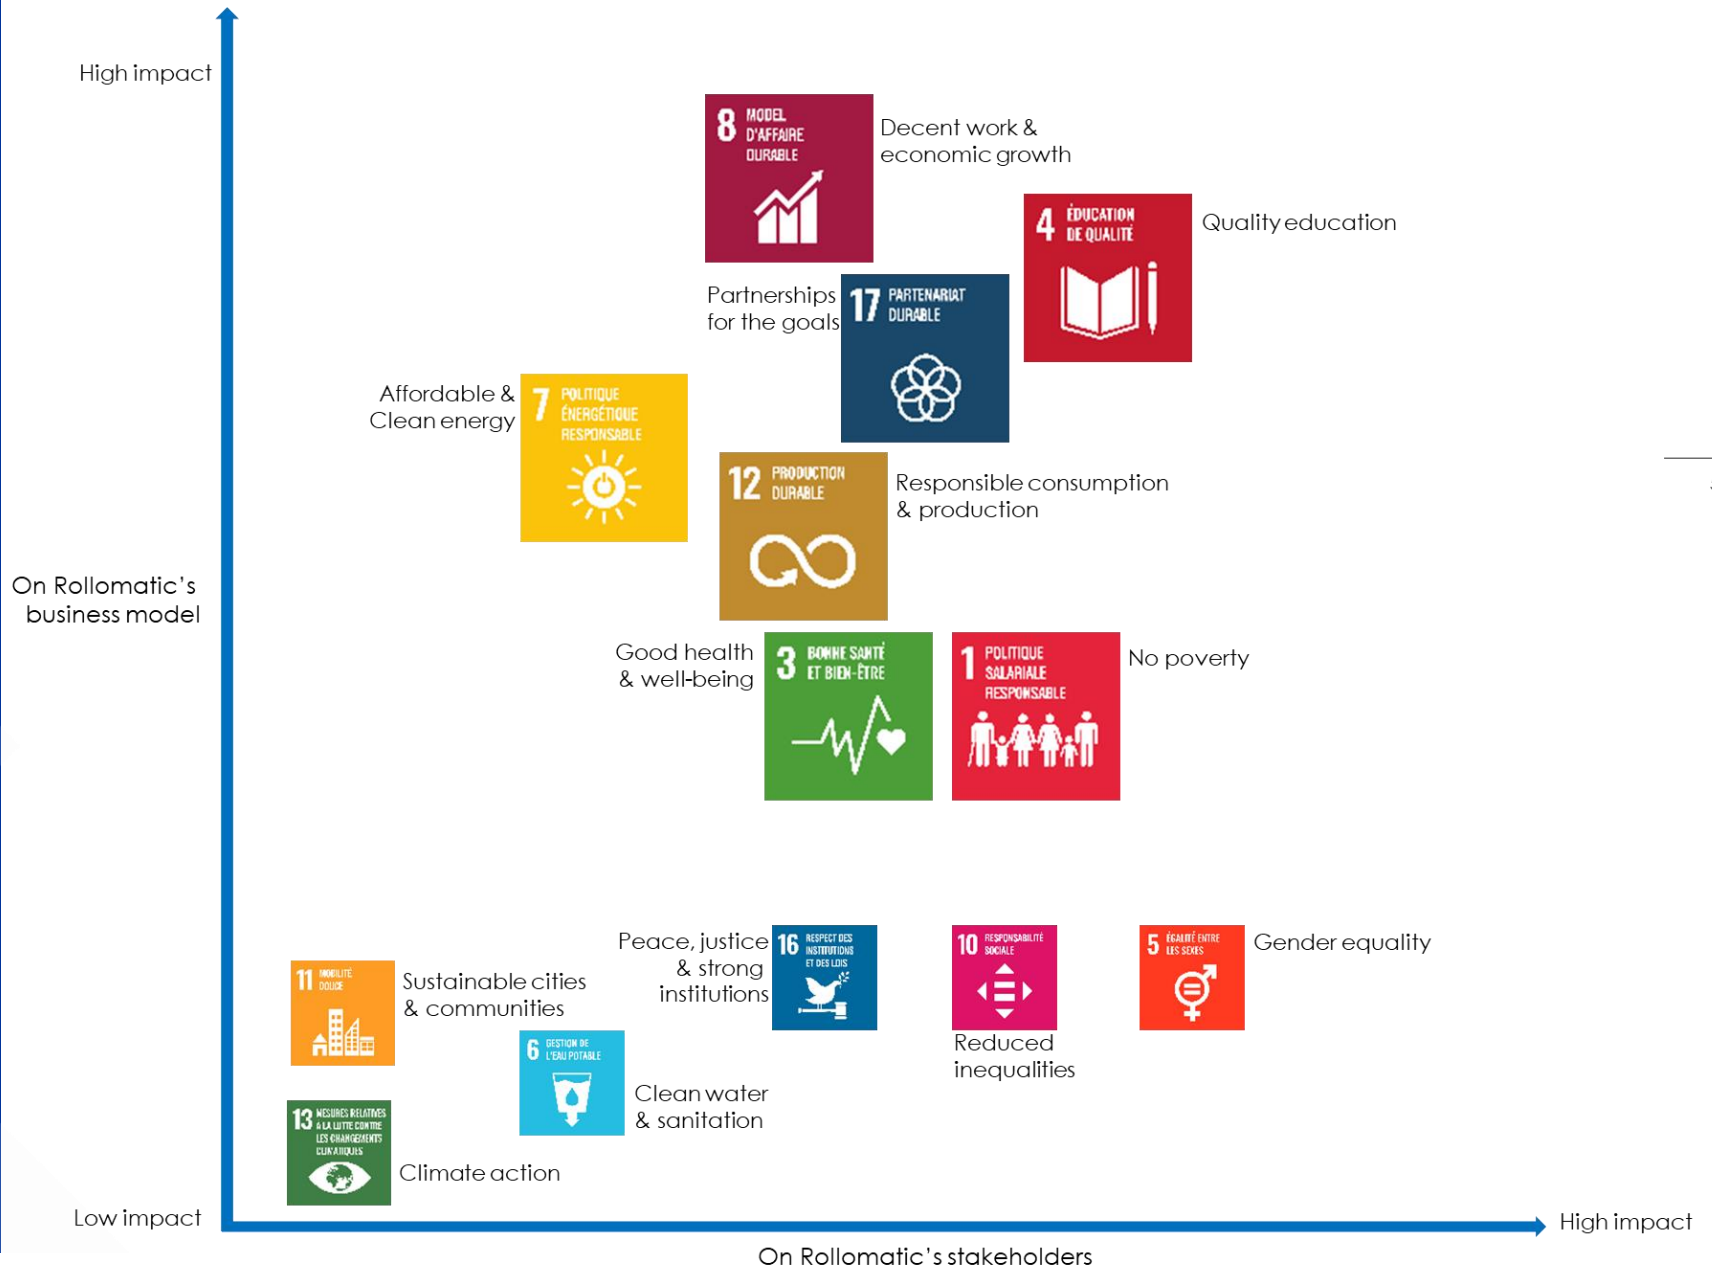 High impact
8 MODEL
D'AFFAIRE
DURABLE
Decent work &
economic growth
4 ÉDUCATION
DE QUALITÉ
Quality education
Partnerships
for the goals
17 PARTENARIAT
DURABLE
Affordable &
Clean energy
7 POLITIQUE
ÉNERGÉTIQUE
RESPONSABLE
12 PRODUCTION
DURABLE
Responsible consumption
& production
On Rollomatic's
business model
Good health
& well-being
3 BONNE SANTÉ
ET BIEN-ÊTRE
1 POLITIQUE
SALARIALE
RESPONSABLE
No poverty
Peace, justice
& strong
institutions
16 RESPECT DES
INSTITUTIONS
ET DES LOIS
10 RESPONSABILITÉ
SOCIALE
Reduced
inequalities
5 ÉGALITÉ ENTRE
LES SEXES
Gender equality
11 MOBILITÉ
DOUCE
Sustainable cities
& communities
6 GESTION DE
L'EAU POTABLE
Clean water
& sanitation
13 MESURES RELATIVES
À LA LUTTE CONTRE
LES CHANGEMENTS
CLIMATIQUES
Climate action
Low impact
High impact
On Rollomatic's stakeholders